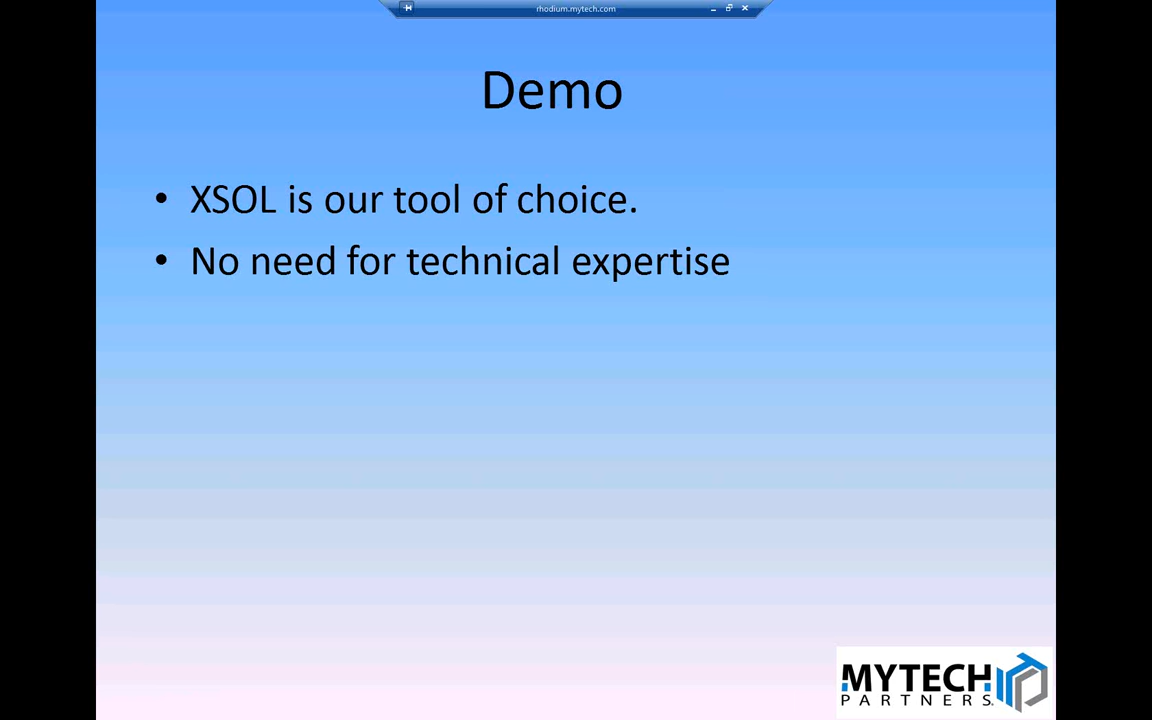 rhodium.mytech.com
Demo
• XSOL is our tool of choice.
• No need for technical expertise
MYTECH
PARTNERS